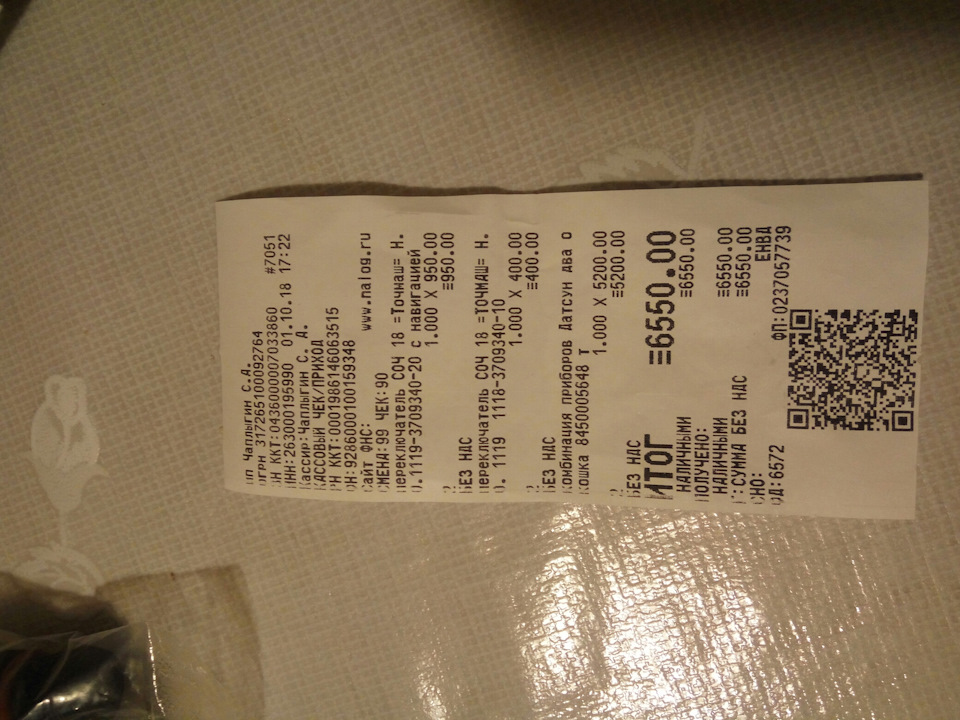 ИП Чаплыгин С.А.
ОГРН 317265100092764
ЗН ККТ:0436000007033860 #7051
ИНН:263000195990 01.10.18 17:22
Кассир:Чаплыгин С. А.
КАССОВЫЙ ЧЕК/ПРИХОД
РН ККТ:0001986146063515
ФН:9286000100159348
Сайт ФНС: www.nalog.ru
СМЕНА:99 ЧЕК:90
переключатель СОЧ 18 =Точмаш= Н.
О.1119-3709340-20 с навигацией
1.000 X 950.00
≡950.00
БЕЗ НДС
переключатель СОЧ 18 =ТОЧМАШ= Н.
О. 1119 1118-3709340-10
1.000 X 400.00
≡400.00
БЕЗ НДС
комбинация приборов Датсун два о
кошка 8450005648 т
1.000 X 5200.00
≡5200.00
БЕЗ НДС
ИТОГ ≡6550.00
НАЛИЧНЫМИ ≡6550.00
ПОЛУЧЕНО:
НАЛИЧНЫМИ ≡6550.00
СУММА БЕЗ НДС ≡6550.00
СНО: ЕНВД
ФД:6572 ФП:0237057739